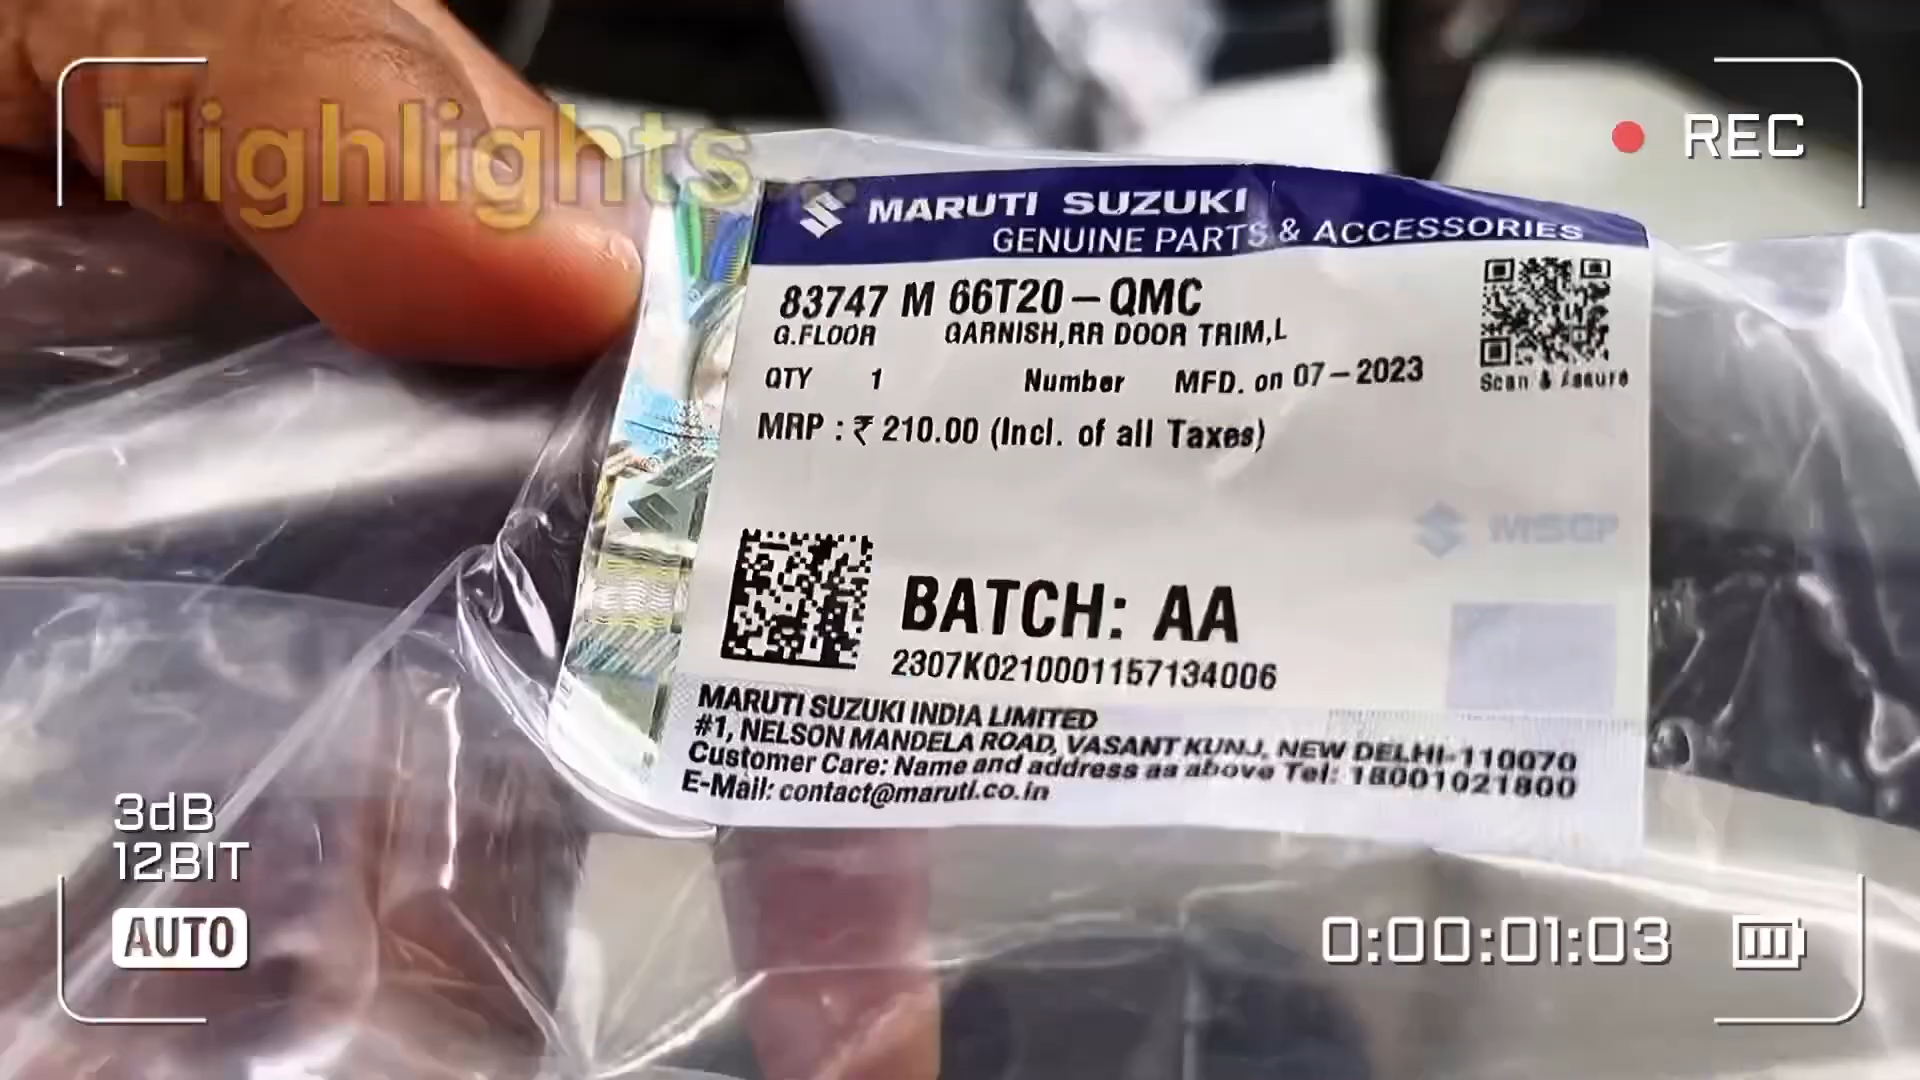 Highlights...
REC
MARUTI SUZUKI
GENUINE PARTS & ACCESSORIES
83747 M 66T20-QMC
G.FLOOR GARNISH,RR DOOR TRIM,L
QTY 1 Number MFD. on 07-2023
Scan & Assure
MRP : ₹ 210.00 (Incl. of all Taxes)
MSGP
BATCH: AA
2307K0210001157134006
MARUTI SUZUKI INDIA LIMITED
#1, NELSON MANDELA ROAD, VASANT KUNJ, NEW DELHI-110070
Customer Care: Name and address as above Tel: 18001021800
E-Mail: contact@maruti.co.in
3dB
12BIT
AUTO
0:00:01:03